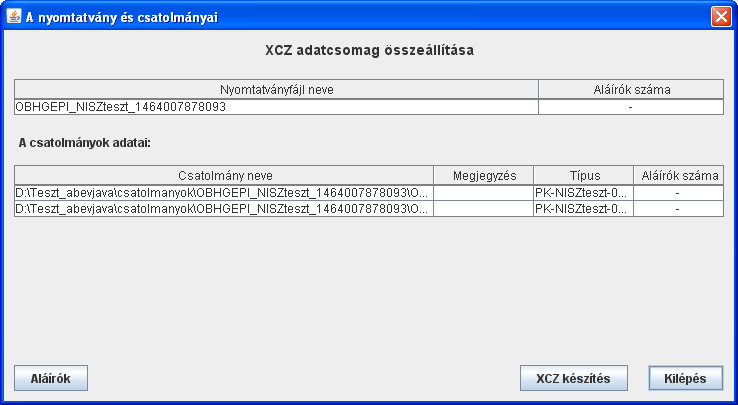 A nyomtatvány és csatolmányai
XCZ adatcsomag összeállítása
Nyomtatványfájl neve Aláírók száma
OBHGEPI_NISZteszt_1464007878093 -
A csatolmányok adatai:
Csatolmány neve Megjegyzés Típus Aláírók száma
D:\Teszt_abevjava\csatolmanyok\OBHGEPI_NISZteszt_1464007878093\O... PK-NISZteszt-0... -
D:\Teszt_abevjava\csatolmanyok\OBHGEPI_NISZteszt_1464007878093\O... PK-NISZteszt-0... -
Aláírók XCZ készítés Kilépés